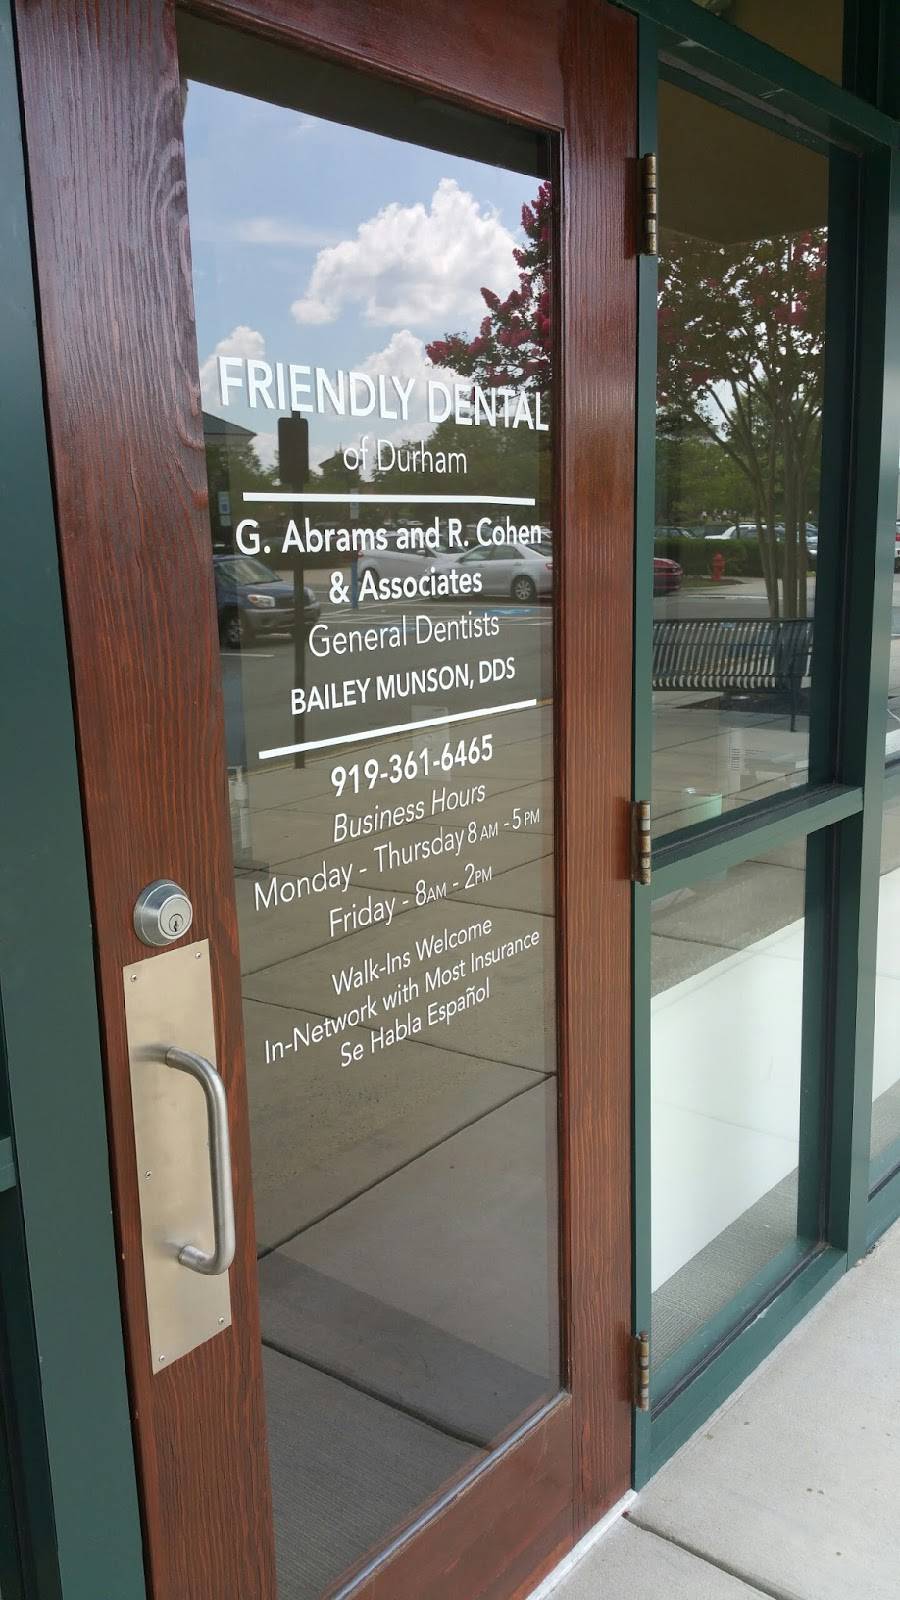 FRIENDLY DENTAL
of Durham
G. Abrams and R. Cohen
& Associates
General Dentists
BAILEY MUNSON, DDS
919-361-6465
Business Hours
Monday - Thursday 8 AM - 5 PM
Friday - 8AM - 2PM
Walk-Ins Welcome
In-Network with Most Insurance
Se Habla Español